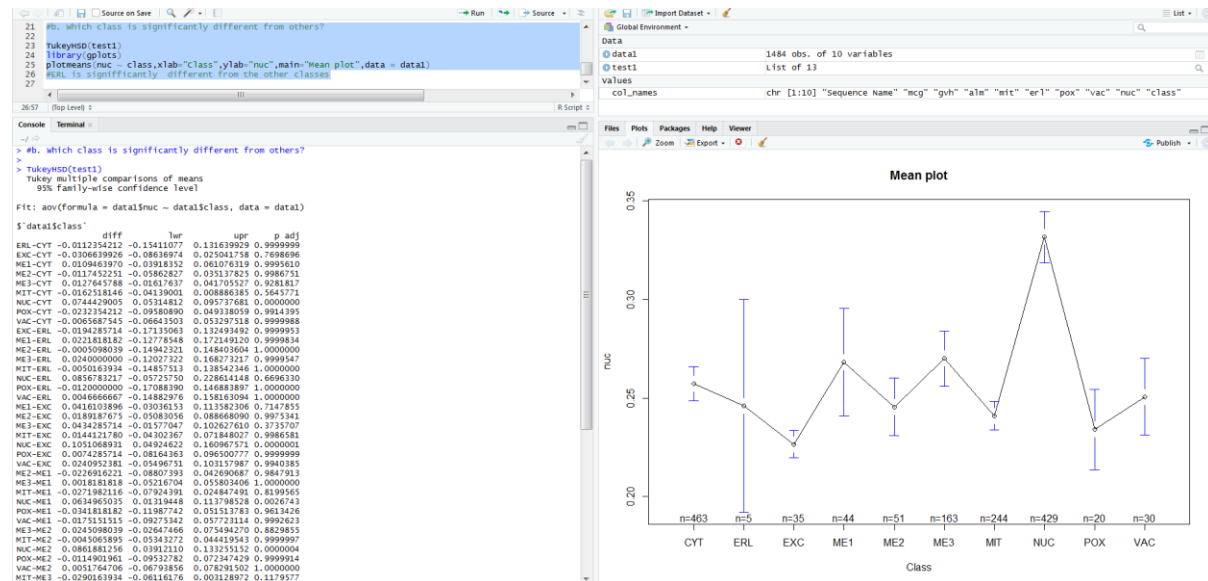 Source on Save
Run
Source
21 #b. Which class is significantly different from others?
22
23 TukeyHSD(test1)
24 library(gplots)
25 plotmeans(nuc ~ class,xlab="Class",ylab="nuc",main="Mean plot",data = data1)
26 #ERL is signifficantly different from the other classes
27
26:57 (Top Level) R Script
Console Terminal
~/
> #b. Which class is significantly different from others?
>
> TukeyHSD(test1)
Tukey multiple comparisons of means
95% family-wise confidence level
Fit: aov(formula = data1$nuc ~ data1$class, data = data1)
$`data1$class`
diff lwr upr p adj
ERL-CYT -0.0112354212 -0.15411077 0.131639929 0.9999999
EXC-CYT -0.0306639926 -0.08636974 0.025041758 0.7698696
ME1-CYT 0.0109463970 -0.03918352 0.061076319 0.9995610
ME2-CYT -0.0117452251 -0.05862827 0.035137825 0.9986751
ME3-CYT 0.0127645788 -0.01617637 0.041705527 0.9281817
MIT-CYT -0.0162518146 -0.04139001 0.008886385 0.5645771
NUC-CYT 0.0744429005 0.05314812 0.095737681 0.0000000
POX-CYT -0.0232354212 -0.09580890 0.049338059 0.9914395
VAC-CYT -0.0065687545 -0.06643503 0.053297518 0.9999988
EXC-ERL -0.0194285714 -0.17135063 0.132493492 0.9999953
ME1-ERL 0.0221818182 -0.12778548 0.172149120 0.9999834
ME2-ERL -0.0005098039 -0.14942321 0.148403604 1.0000000
ME3-ERL 0.0240000000 -0.12027322 0.168273217 0.9999547
MIT-ERL -0.0050163934 -0.14857513 0.138542346 1.0000000
NUC-ERL 0.0856783217 -0.05725750 0.228614148 0.6696330
POX-ERL -0.0120000000 -0.17088390 0.146883897 1.0000000
VAC-ERL 0.0046666667 -0.14882976 0.158163094 1.0000000
ME1-EXC 0.0416103896 -0.03036153 0.113582306 0.7147855
ME2-EXC 0.0189187675 -0.05083056 0.088668090 0.9975341
ME3-EXC 0.0434285714 -0.01577047 0.102627610 0.3735707
MIT-EXC 0.0144121780 -0.04302367 0.071848027 0.9986581
NUC-EXC 0.1051068931 0.04924622 0.160967571 0.0000001
POX-EXC 0.0074285714 -0.08164363 0.096500777 0.9999999
VAC-EXC 0.0240952381 -0.05496751 0.103157987 0.9940385
ME2-ME1 -0.0226916221 -0.08807393 0.042690687 0.9847913
ME3-ME1 0.0018181818 -0.05216704 0.055803406 1.0000000
MIT-ME1 -0.0271982116 -0.07924391 0.024847491 0.8199565
NUC-ME1 0.0634965035 0.01319448 0.113798528 0.0026743
POX-ME1 -0.0341818182 -0.11987742 0.051513783 0.9613426
VAC-ME1 -0.0175151515 -0.09275342 0.057723114 0.9992623
ME3-ME2 0.0245098039 -0.02647466 0.075494270 0.8829855
MIT-ME2 -0.0045065895 -0.05343272 0.044419543 0.9999997
NUC-ME2 0.0861881256 0.03912110 0.133255152 0.0000004
POX-ME2 -0.0114901961 -0.09532782 0.072347429 0.9999914
VAC-ME2 0.0051764706 -0.06793856 0.078291502 1.0000000
MIT-ME3 -0.0290163934 -0.06116176 0.003128972 0.1179577
Import Dataset List
Global Environment
Data
data1 1484 obs. of 10 variables
test1 List of 13
values
col_names chr [1:10] "Sequence Name" "mcg" "gvh" "alm" "mit" "erl" "pox" "vac" "nuc" "class"
Files Plots Packages Help Viewer
Zoom Export Publish
Mean plot
0.35
0.30
0.25
0.20
nuc
n=463 n=5 n=35 n=44 n=51 n=163 n=244 n=429 n=20 n=30
CYT ERL EXC ME1 ME2 ME3 MIT NUC POX VAC
Class